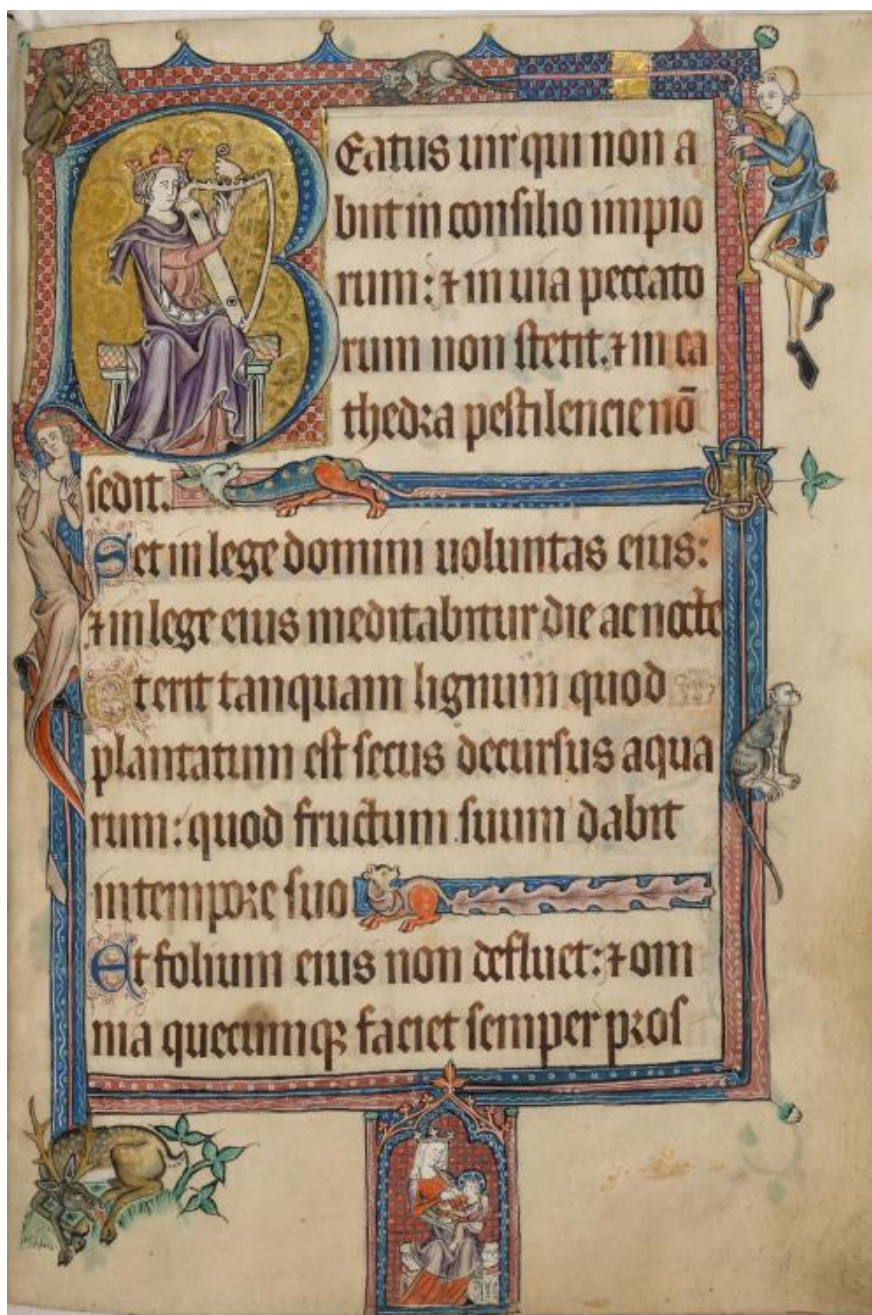 Beatus uir qui non a
biit in consilio impio
rum: ⁊ in uia peccato
rum non stetit. ⁊ in ca
thedra pestilencie nō
sedit.
Set in lege domini uoluntas eius:
⁊ in lege eius meditabitur die ac nocte
Et erit tanquam lignum quod
plantatum est secus decursus aqua
rum: quod fructum suum dabit
in tempore suo
Et folium eius non defluet: ⁊ om
nia quecumqꝫ faciet semper pros